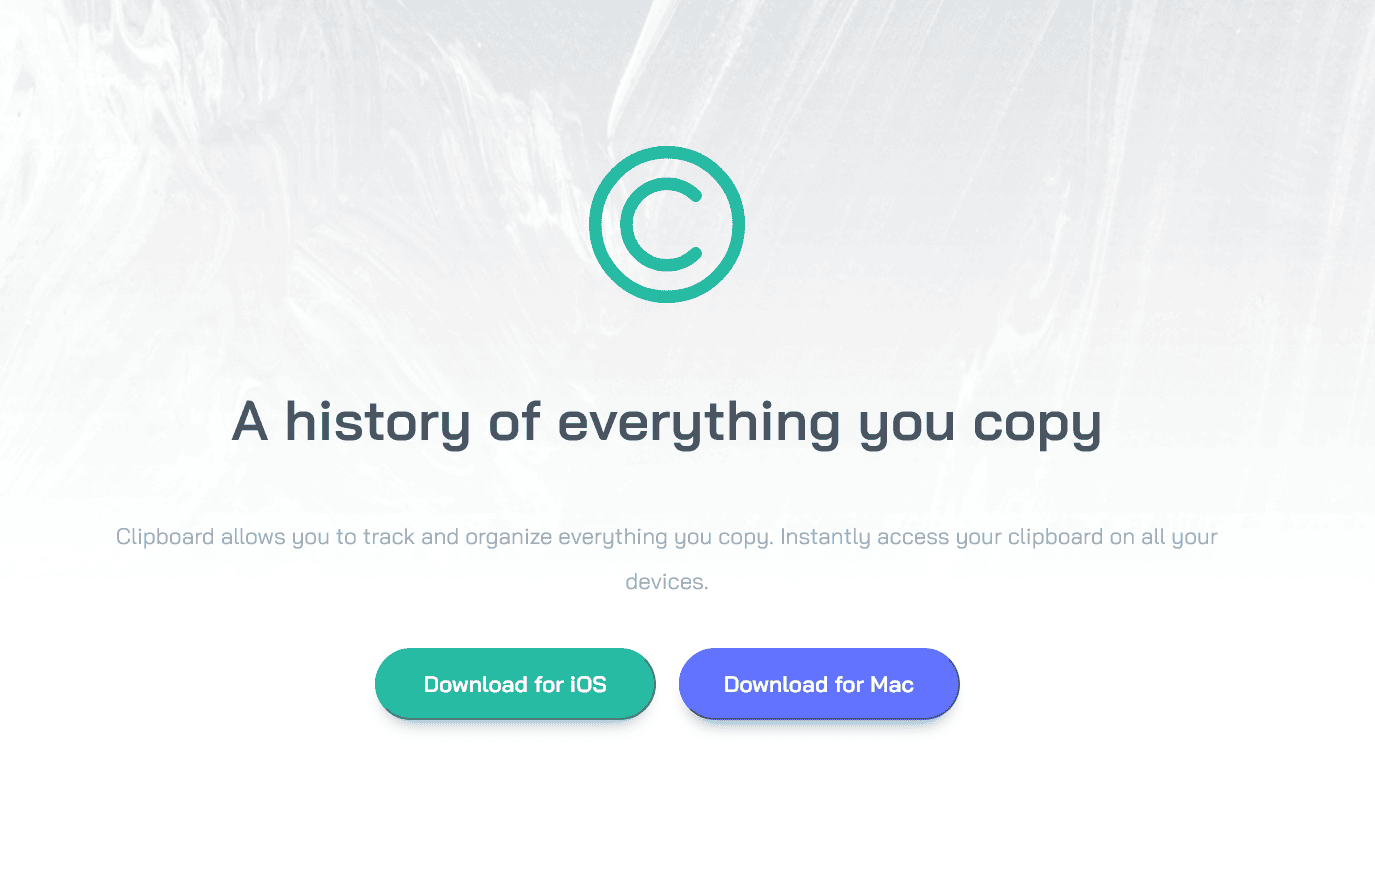 ©
A history of everything you copy
Clipboard allows you to track and organize everything you copy. Instantly access your clipboard on all your
devices.
Download for iOS
Download for Mac